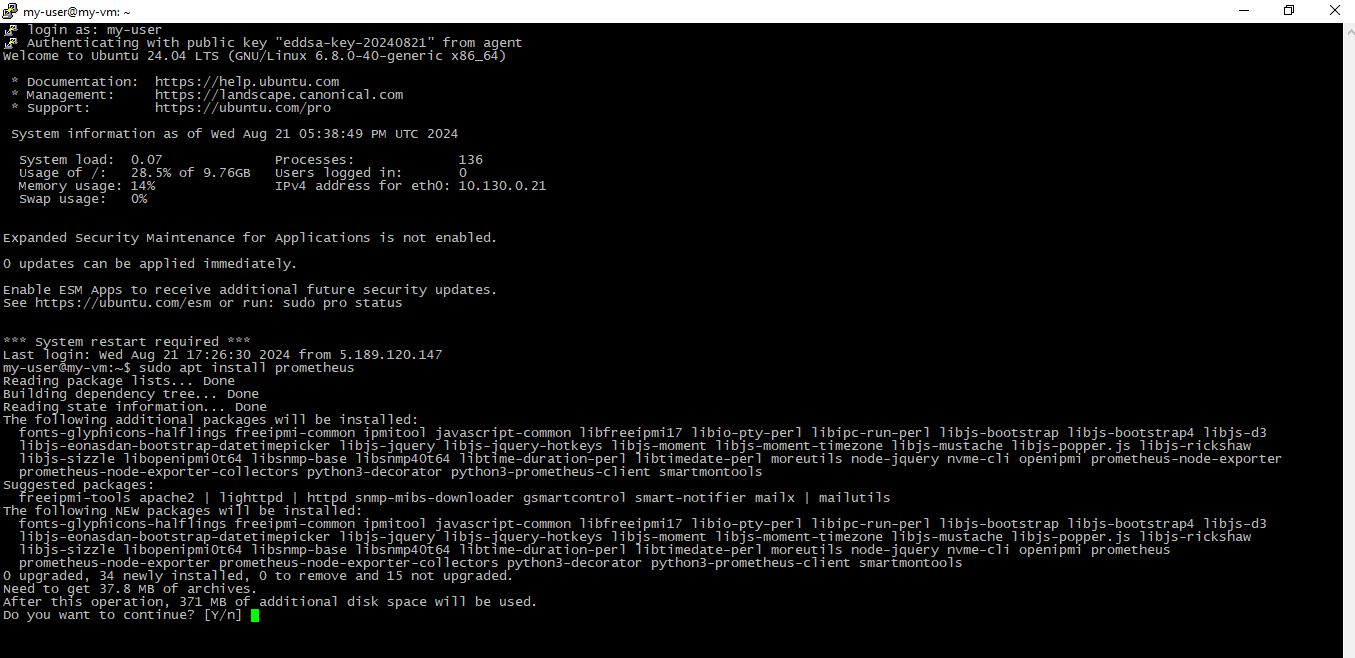 my-user@my-vm: ~
login as: my-user
Authenticating with public key "eddsa-key-20240821" from agent
Welcome to Ubuntu 24.04 LTS (GNU/Linux 6.8.0-40-generic x86_64)
* Documentation:  https://help.ubuntu.com
* Management:     https://landscape.canonical.com
* Support:        https://ubuntu.com/pro
System information as of Wed Aug 21 05:38:49 PM UTC 2024
System load:  0.07              Processes:             136
Usage of /:   28.5% of 9.76GB   Users logged in:       0
Memory usage: 14%               IPv4 address for eth0: 10.130.0.21
Swap usage:   0%
Expanded Security Maintenance for Applications is not enabled.
0 updates can be applied immediately.
Enable ESM Apps to receive additional future security updates.
See https://ubuntu.com/esm or run: sudo pro status
*** System restart required ***
Last login: Wed Aug 21 17:26:30 2024 from 5.189.120.147
my-user@my-vm:~$ sudo apt install prometheus
Reading package lists... Done
Building dependency tree... Done
Reading state information... Done
The following additional packages will be installed:
fonts-glyphicons-halflings freeipmi-common ipmitool javascript-common libfreeipmi17 libio-pty-perl libipc-run-perl libjs-bootstrap libjs-bootstrap4 libjs-d3
libjs-eonasdan-bootstrap-datetimepicker libjs-jquery libjs-jquery-hotkeys libjs-moment libjs-moment-timezone libjs-mustache libjs-popper.js libjs-rickshaw
libjs-sizzle libopenipmi0t64 libsnmp-base libsnmp40t64 libtime-duration-perl libtimedate-perl moreutils node-jquery nvme-cli openipmi prometheus-node-exporter
prometheus-node-exporter-collectors python3-decorator python3-prometheus-client smartmontools
Suggested packages:
freeipmi-tools apache2 | lighttpd | httpd snmp-mibs-downloader gsmartcontrol smart-notifier mailx | mailutils
The following NEW packages will be installed:
fonts-glyphicons-halflings freeipmi-common ipmitool javascript-common libfreeipmi17 libio-pty-perl libipc-run-perl libjs-bootstrap libjs-bootstrap4 libjs-d3
libjs-eonasdan-bootstrap-datetimepicker libjs-jquery libjs-jquery-hotkeys libjs-moment libjs-moment-timezone libjs-mustache libjs-popper.js libjs-rickshaw
libjs-sizzle libopenipmi0t64 libsnmp-base libsnmp40t64 libtime-duration-perl libtimedate-perl moreutils node-jquery nvme-cli openipmi prometheus
prometheus-node-exporter prometheus-node-exporter-collectors python3-decorator python3-prometheus-client smartmontools
0 upgraded, 34 newly installed, 0 to remove and 15 not upgraded.
Need to get 37.8 MB of archives.
After this operation, 371 MB of additional disk space will be used.
Do you want to continue? [Y/n]